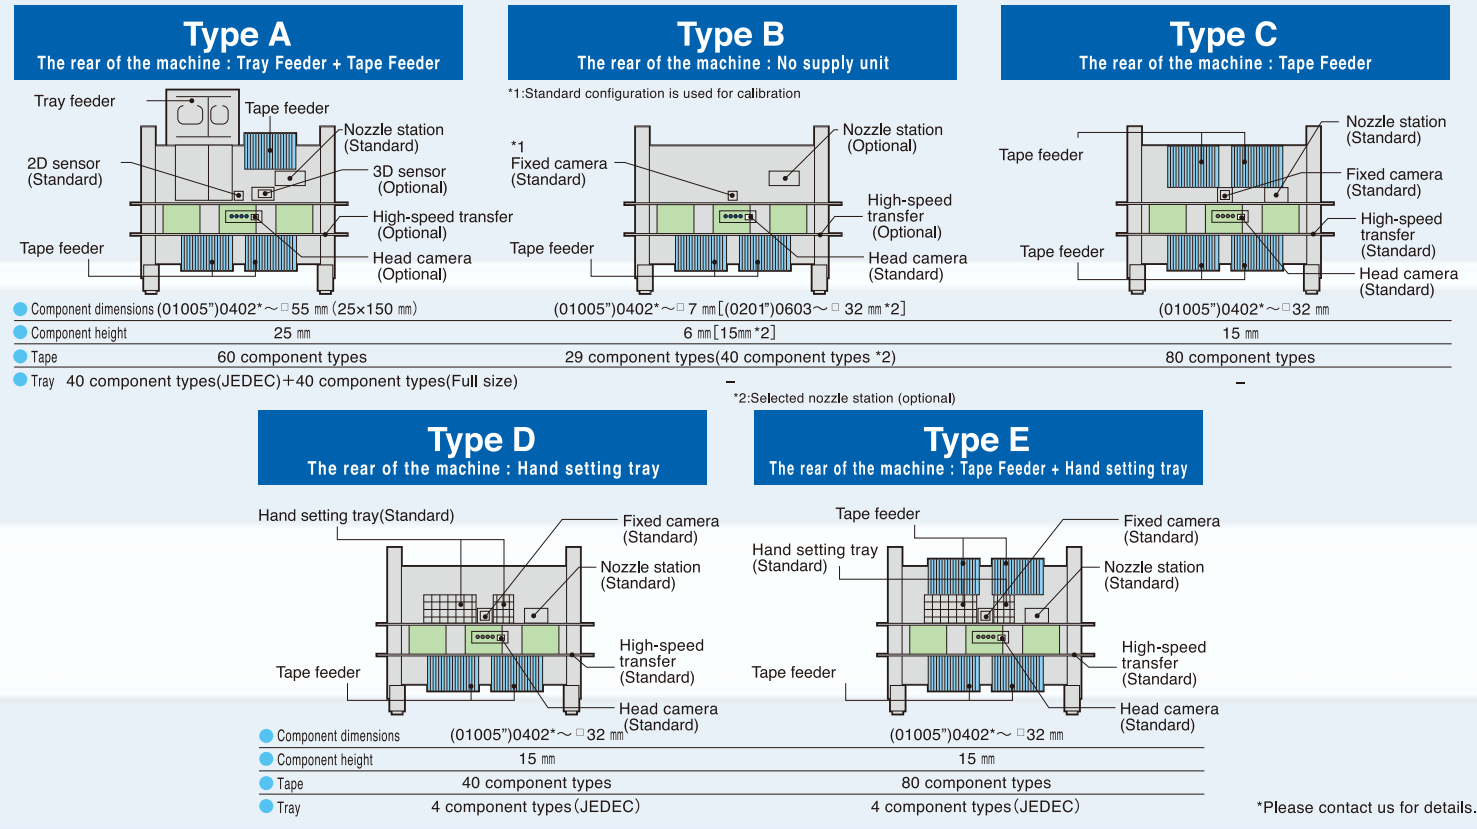 Type A
The rear of the machine : Tray Feeder + Tape Feeder
Tray feeder
Tape feeder
Nozzle station
(Standard)
2D sensor
(Standard)
3D sensor
(Optional)
High-speed transfer
(Optional)
Tape feeder
Head camera
(Optional)
Type B
The rear of the machine : No supply unit
*1:Standard configuration is used for calibration
*1
Fixed camera
(Standard)
Nozzle station
(Optional)
High-speed
transfer
(Optional)
Tape feeder
Head camera
(Standard)
Type C
The rear of the machine : Tape Feeder
Tape feeder
Nozzle station
(Standard)
Fixed camera
(Standard)
High-speed
transfer
(Standard)
Tape feeder
Head camera
(Standard)
Component dimensions (01005")0402*～□55 mm (25×150 mm) (01005")0402*～□7 mm[(0201")0603～□32 mm*2] (01005")0402*～□32 mm
Component height 25 mm 6 mm[15mm*2] 15 mm
Tape 60 component types 29 component types(40 component types *2) 80 component types
Tray 40 component types(JEDEC)+40 component types(Full size) – –
*2:Selected nozzle station (optional)
Type D
The rear of the machine : Hand setting tray
Hand setting tray(Standard)
Fixed camera
(Standard)
Nozzle station
(Standard)
High-speed
transfer
(Standard)
Tape feeder
Head camera
(Standard)
Type E
The rear of the machine : Tape Feeder + Hand setting tray
Tape feeder
Hand setting tray
(Standard)
Fixed camera
(Standard)
Nozzle station
(Standard)
High-speed
transfer
(Standard)
Tape feeder
Head camera
(Standard)
Component dimensions (01005")0402*～□32 mm (01005")0402*～□32 mm
Component height 15 mm 15 mm
Tape 40 component types 80 component types
Tray 4 component types(JEDEC) 4 component types(JEDEC)
*Please contact us for details.